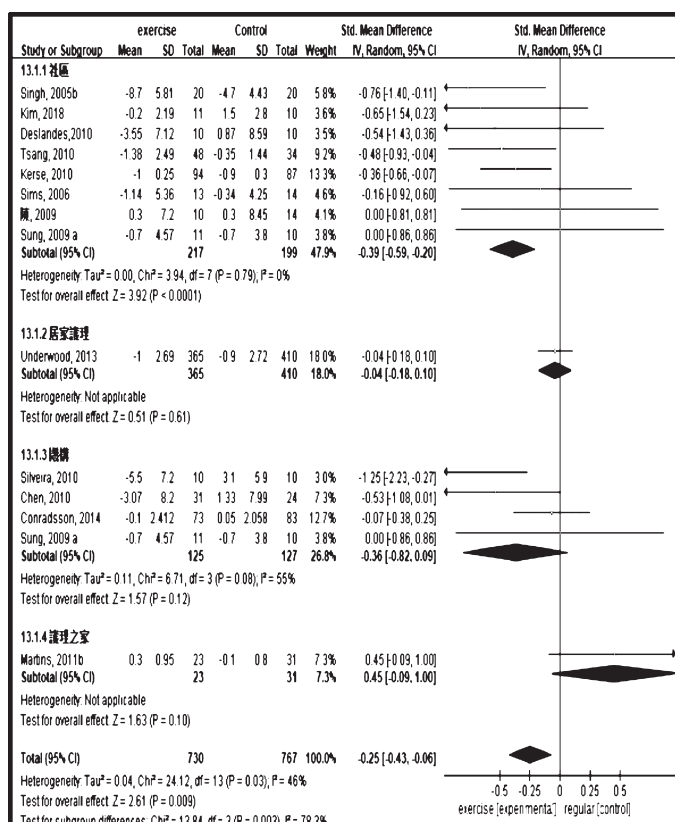 exercise Control Std. Mean Difference Std. Mean Difference
Study or Subgroup Mean SD Total Mean SD Total Weight IV, Random, 95% CI IV, Random, 95% CI
13.1.1 社區
Singh, 2005b -8.7 5.81 20 -4.7 4.43 20 5.8% -0.76 [-1.40, -0.11]
Kim, 2018 -0.2 2.19 11 1.5 2.8 10 3.6% -0.65 [-1.54, 0.23]
Deslandes,2010 -3.55 7.12 10 0.87 8.59 10 3.5% -0.54 [-1.43, 0.36]
Tsang, 2010 -1.38 2.49 48 -0.35 1.44 34 9.2% -0.48 [-0.93, -0.04]
Kerse, 2010 -1 0.25 94 -0.9 0.3 87 13.3% -0.36 [-0.66, -0.07]
Sims, 2006 -1.14 5.36 13 -0.34 4.25 14 4.6% -0.16 [-0.92, 0.60]
陳, 2009 0.3 7.2 10 0.3 8.45 14 4.1% 0.00 [-0.81, 0.81]
Sung, 2009 a -0.7 4.57 11 -0.7 3.8 10 3.8% 0.00 [-0.86, 0.86]
Subtotal (95% CI) 217 199 47.9% -0.39 [-0.59, -0.20]
Heterogeneity: Tau² = 0.00; Chi² = 3.94, df = 7 (P = 0.79); I² = 0%
Test for overall effect: Z = 3.92 (P < 0.0001)
13.1.2 居家護理
Underwood, 2013 -1 2.69 365 -0.9 2.72 410 18.0% -0.04 [-0.18, 0.10]
Subtotal (95% CI) 365 410 18.0% -0.04 [-0.18, 0.10]
Heterogeneity: Not applicable
Test for overall effect: Z = 0.51 (P = 0.61)
13.1.3 機構
Silveira, 2010 -5.5 7.2 10 3.1 5.9 10 3.0% -1.25 [-2.23, -0.27]
Chen, 2010 -3.07 8.2 31 1.33 7.99 24 7.3% -0.53 [-1.08, 0.01]
Conradsson, 2014 -0.1 2.412 73 0.05 2.058 83 12.7% -0.07 [-0.38, 0.25]
Sung, 2009 a -0.7 4.57 11 -0.7 3.8 10 3.8% 0.00 [-0.86, 0.86]
Subtotal (95% CI) 125 127 26.8% -0.36 [-0.82, 0.09]
Heterogeneity: Tau² = 0.11; Chi² = 6.71, df = 3 (P = 0.08); I² = 55%
Test for overall effect: Z = 1.57 (P = 0.12)
13.1.4 護理之家
Martins, 2011b 0.3 0.95 23 -0.1 0.8 31 7.3% 0.45 [-0.09, 1.00]
Subtotal (95% CI) 23 31 7.3% 0.45 [-0.09, 1.00]
Heterogeneity: Not applicable
Test for overall effect: Z = 1.63 (P = 0.10)
Total (95% CI) 730 767 100.0% -0.25 [-0.43, -0.06]
Heterogeneity: Tau² = 0.04; Chi² = 24.12, df = 13 (P = 0.03); I² = 46%
Test for overall effect: Z = 2.61 (P = 0.009)
Test for subgroup differences: Chi² = 13.84, df = 3 (P = 0.003), I² = 78.3%
-0.5 -0.25 0 0.25 0.5
exercise [experimental] regular [control]